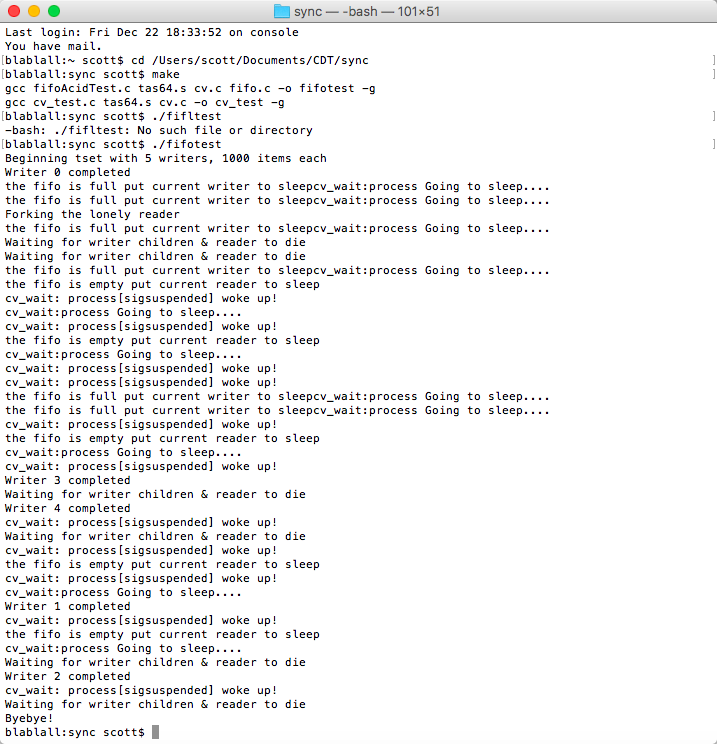 sync — -bash — 101×51
Last login: Fri Dec 22 18:33:52 on console
You have mail.
[blablall:~ scott$ cd /Users/scott/Documents/CDT/sync ]
[blablall:sync scott$ make ]
gcc fifoAcidTest.c tas64.s cv.c fifo.c -o fifotest -g
gcc cv_test.c tas64.s cv.c -o cv_test -g
[blablall:sync scott$ ./fifltest ]
-bash: ./fifltest: No such file or directory
[blablall:sync scott$ ./fifotest ]
Beginning tset with 5 writers, 1000 items each
Writer 0 completed
the fifo is full put current writer to sleepcv_wait:process Going to sleep....
the fifo is full put current writer to sleepcv_wait:process Going to sleep....
Forking the lonely reader
the fifo is full put current writer to sleepcv_wait:process Going to sleep....
Waiting for writer children & reader to die
Waiting for writer children & reader to die
the fifo is full put current writer to sleepcv_wait:process Going to sleep....
the fifo is empty put current reader to sleep
cv_wait: process[sigsuspended] woke up!
cv_wait:process Going to sleep....
cv_wait: process[sigsuspended] woke up!
the fifo is empty put current reader to sleep
cv_wait:process Going to sleep....
cv_wait: process[sigsuspended] woke up!
cv_wait: process[sigsuspended] woke up!
the fifo is full put current writer to sleepcv_wait:process Going to sleep....
the fifo is full put current writer to sleepcv_wait:process Going to sleep....
cv_wait: process[sigsuspended] woke up!
the fifo is empty put current reader to sleep
cv_wait:process Going to sleep....
cv_wait: process[sigsuspended] woke up!
Writer 3 completed
Waiting for writer children & reader to die
Writer 4 completed
cv_wait: process[sigsuspended] woke up!
Waiting for writer children & reader to die
cv_wait: process[sigsuspended] woke up!
the fifo is empty put current reader to sleep
cv_wait: process[sigsuspended] woke up!
cv_wait:process Going to sleep....
Writer 1 completed
cv_wait: process[sigsuspended] woke up!
the fifo is empty put current reader to sleep
cv_wait:process Going to sleep....
Waiting for writer children & reader to die
Writer 2 completed
cv_wait: process[sigsuspended] woke up!
Waiting for writer children & reader to die
Byebye!
blablall:sync scott$